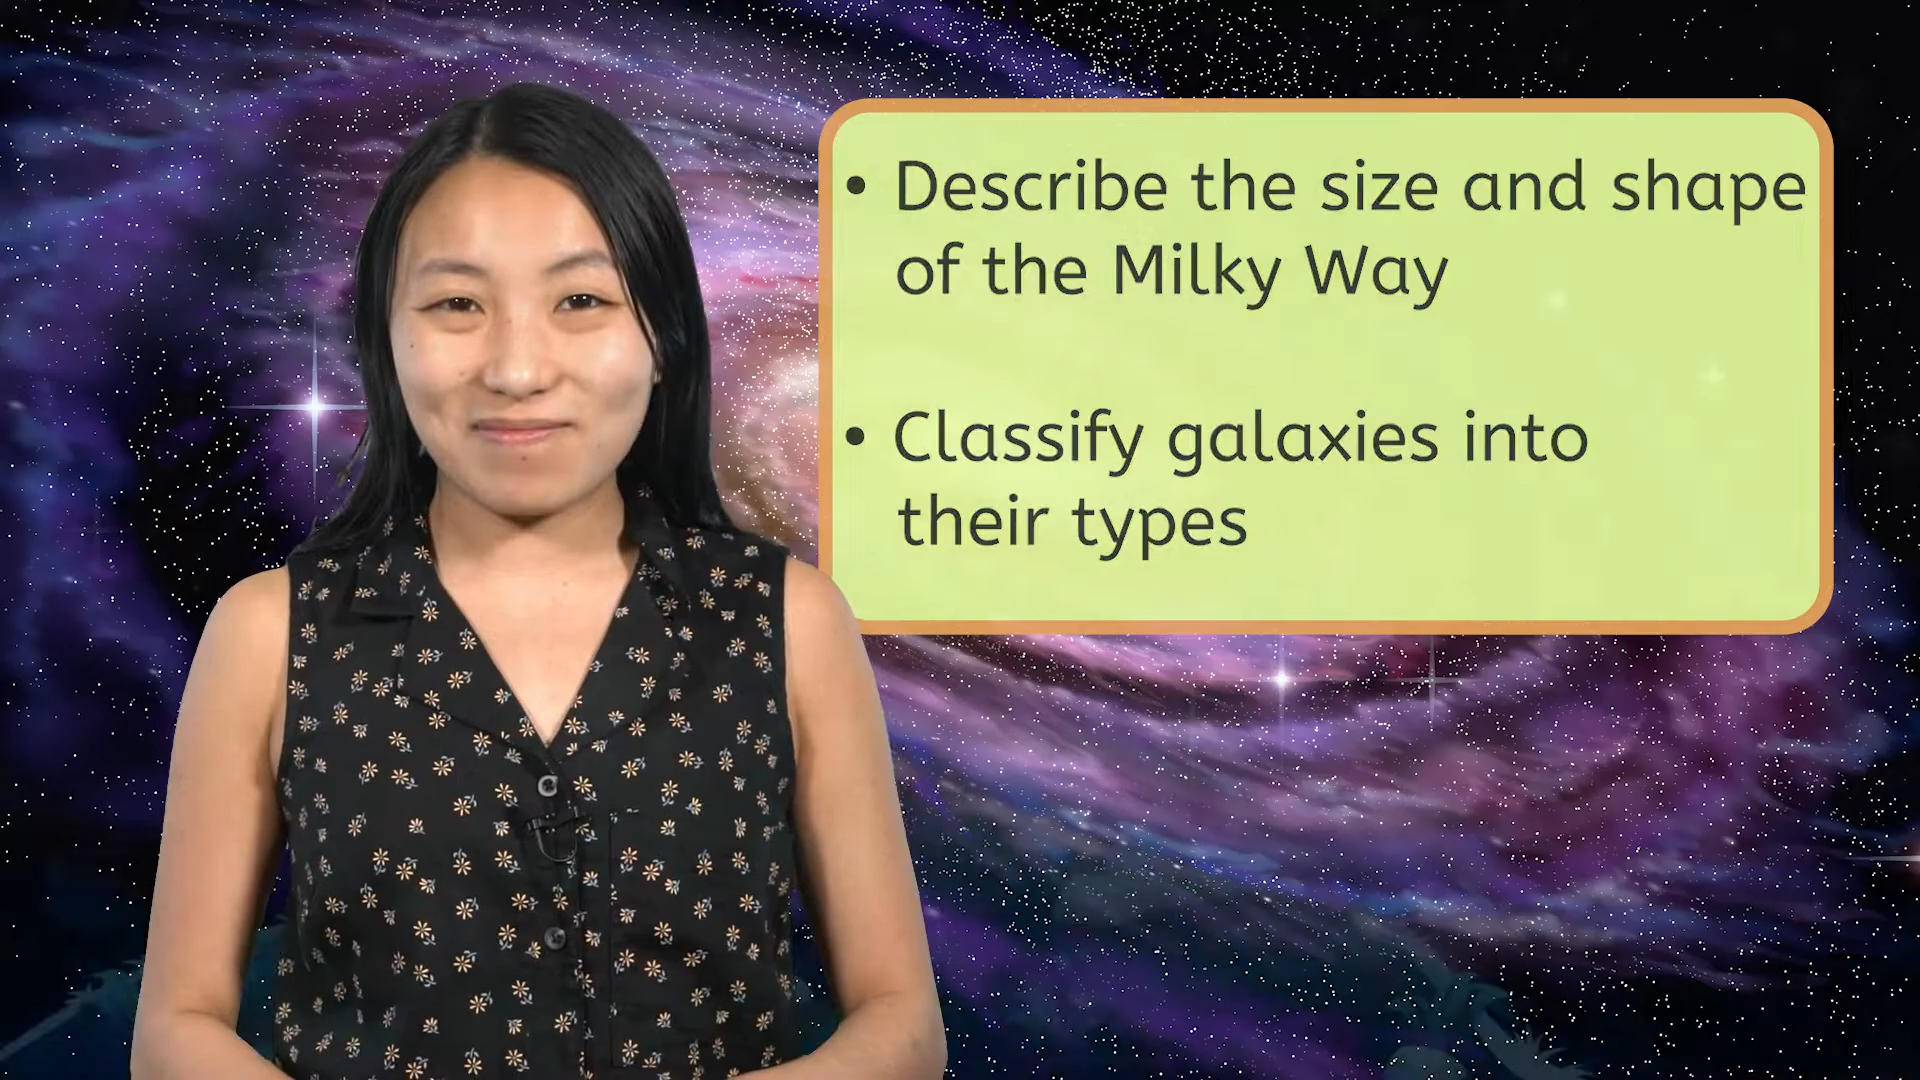 • Describe the size and shape
of the Milky Way
• Classify galaxies into
their types